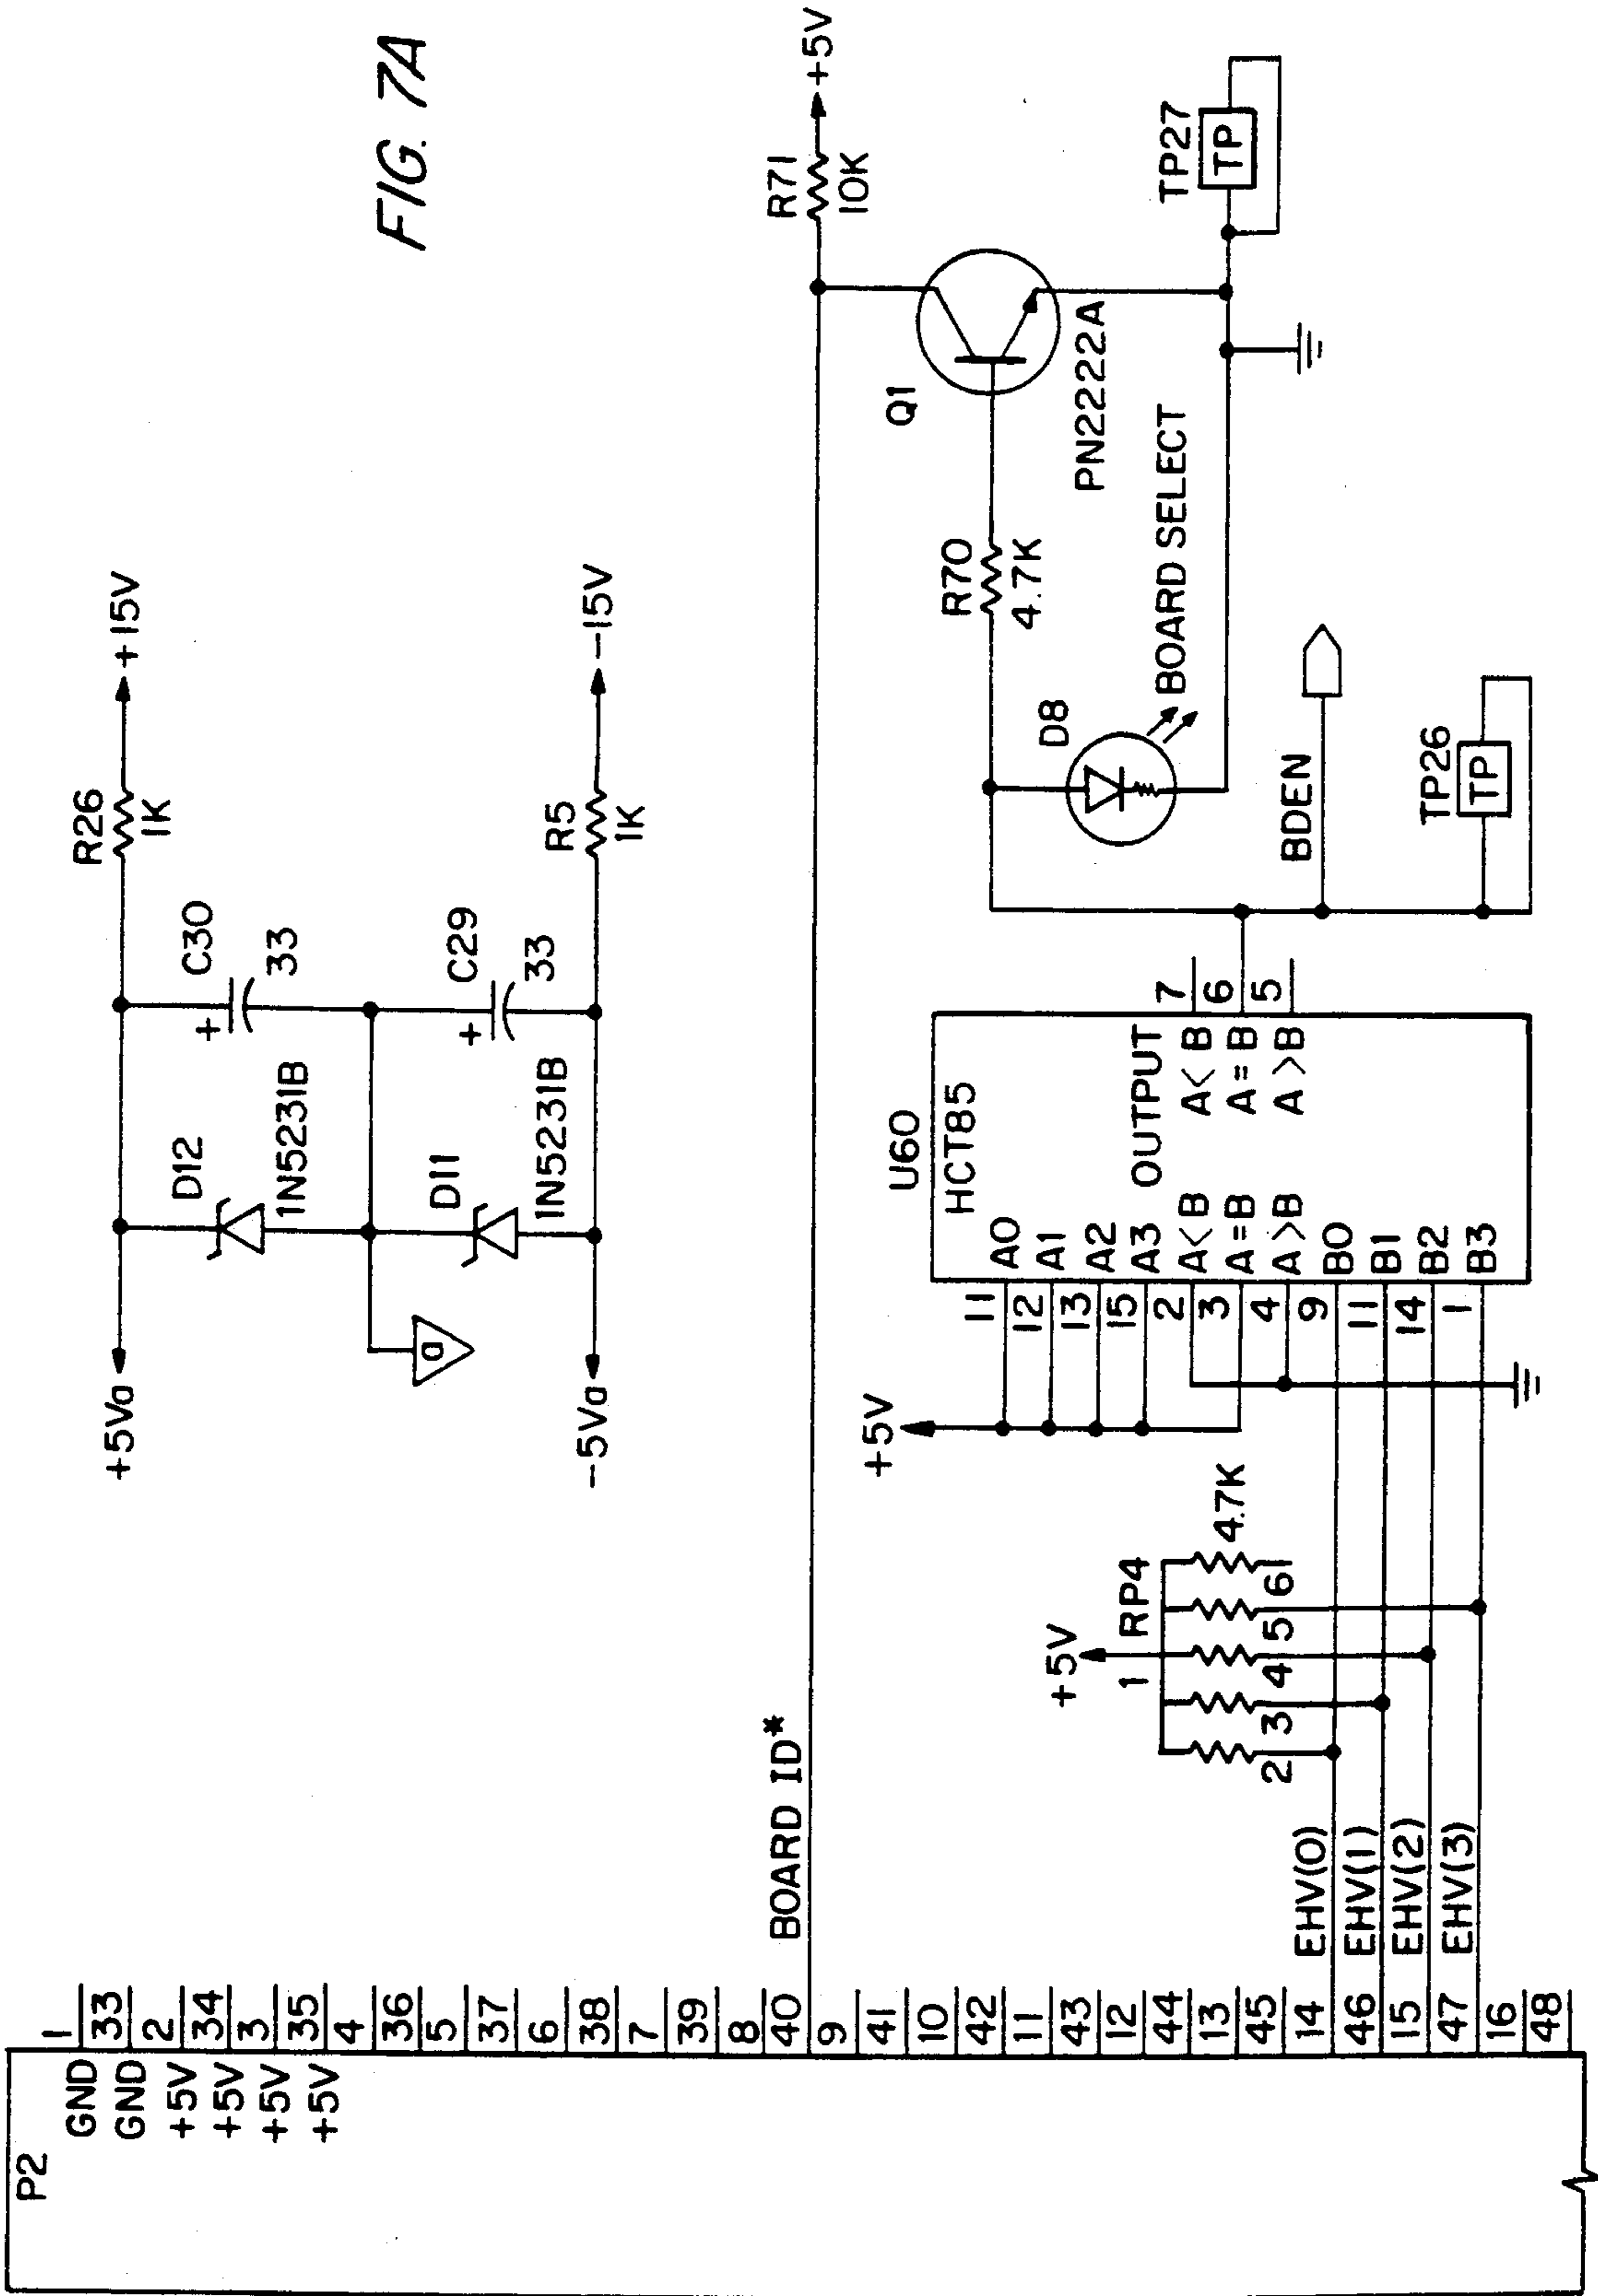 FIG. 7A
P2
GND 1
GND 33
+5V 2
+5V 34
+5V 3
+5V 35
4
36
5
37
6
38
7
39
8
40
9
41
10
42
11
43
12
44
13
45
14
46
15
47
16
48
+5Va
D12
1N5231B
+
C30
33
R26
1K
+15V
a
D11
1N5231B
+
C29
33
R5
1K
-5Va
-15V
BOARD ID*
R71
10K
+5V
Q1
PN2222A
R70
4.7K
D8
BOARD SELECT
TP27
TP
BDEN
TP26
TP
+5V
U60
HCT85
11 A0
12 A1
13 A2
15 A3
2 A<B
3 A=B
4 A>B
9 B0
11 B1
14 B2
1 B3
OUTPUT
A<B 7
A=B 6
A>B 5
+5V
1
RP4
4.7K
2
3
4
5
6
EHV(0)
EHV(1)
EHV(2)
EHV(3)